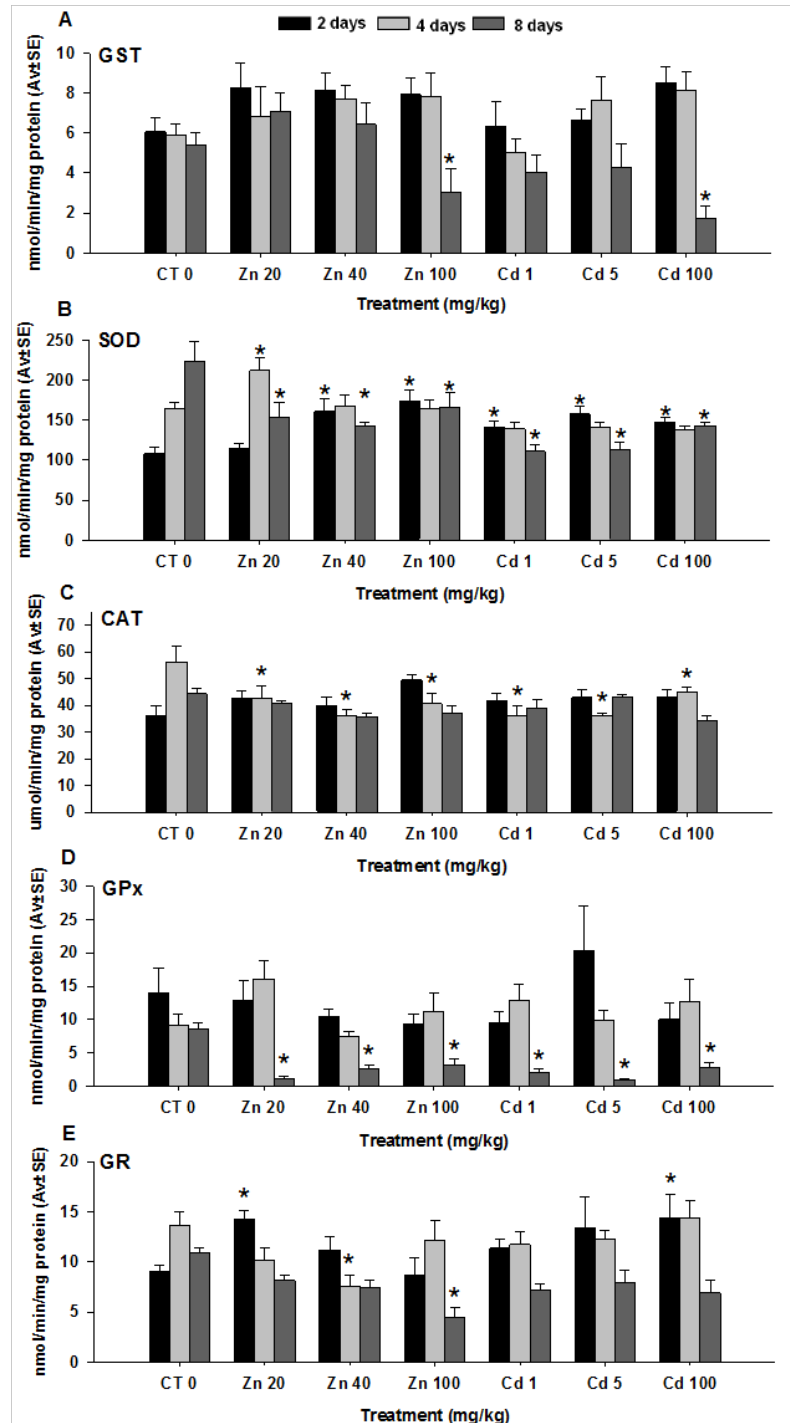 A
2 days 4 days 8 days
GST
nmol/min/mg protein (Av±SE)
10
8
6
4
2
0
* *
CT 0 Zn 20 Zn 40 Zn 100 Cd 1 Cd 5 Cd 100
Treatment (mg/kg)
B
SOD
nmol/min/mg protein (Av±SE)
250
200
150
100
50
0
* * * * * * * * * * * *
CT 0 Zn 20 Zn 40 Zn 100 Cd 1 Cd 5 Cd 100
Treatment (mg/kg)
C
CAT
umol/min/mg protein (Av±SE)
70
60
50
40
30
20
10
0
* * * * * *
CT 0 Zn 20 Zn 40 Zn 100 Cd 1 Cd 5 Cd 100
Treatment (mg/kg)
D
GPx
nmol/min/mg protein (Av±SE)
30
25
20
15
10
5
0
* * * * * *
CT 0 Zn 20 Zn 40 Zn 100 Cd 1 Cd 5 Cd 100
Treatment (mg/kg)
E
GR
nmol/min/mg protein (Av±SE)
20
15
10
5
0
* * * *
CT 0 Zn 20 Zn 40 Zn 100 Cd 1 Cd 5 Cd 100
Treatment (mg/kg)